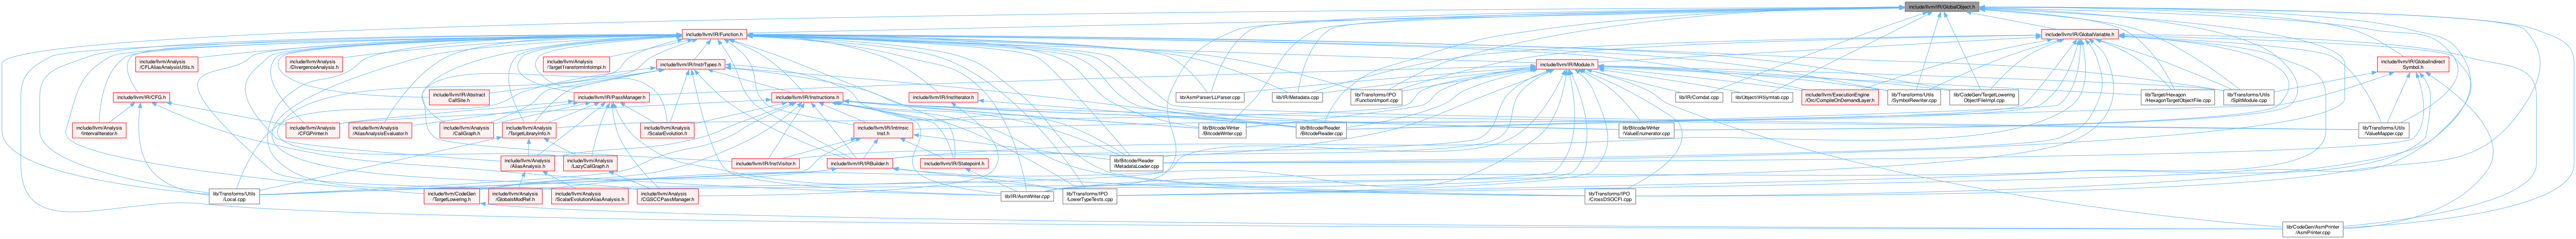 include/llvm/IR/GlobalObject.h
include/llvm/IR/Function.h
include/llvm/IR/GlobalVariable.h
include/llvm/Analysis
/CFLAliasAnalysisUtils.h
include/llvm/Analysis
/DivergenceAnalysis.h
include/llvm/Analysis
/TargetTransformInfoImpl.h
include/llvm/IR/InstrTypes.h
include/llvm/IR/Module.h
include/llvm/IR/GlobalIndirect
Symbol.h
include/llvm/IR/CFG.h
include/llvm/IR/Abstract
CallSite.h
include/llvm/IR/PassManager.h
include/llvm/IR/Instructions.h
include/llvm/IR/InstIterator.h
lib/AsmParser/LLParser.cpp
lib/IR/Metadata.cpp
lib/Transforms/IPO
/FunctionImport.cpp
lib/IR/Comdat.cpp
lib/Object/IRSymtab.cpp
include/llvm/ExecutionEngine
/Orc/CompileOnDemandLayer.h
lib/Transforms/Utils
/SymbolRewriter.cpp
lib/CodeGen/TargetLowering
ObjectFileImpl.cpp
lib/Target/Hexagon
/HexagonTargetObjectFile.cpp
lib/Transforms/Utils
/SplitModule.cpp
include/llvm/Analysis
/IntervalIterator.h
include/llvm/Analysis
/CFGPrinter.h
include/llvm/Analysis
/AliasAnalysisEvaluator.h
include/llvm/Analysis
/CallGraph.h
include/llvm/Analysis
/TargetLibraryInfo.h
include/llvm/Analysis
/ScalarEvolution.h
include/llvm/IR/Intrinsic
Inst.h
lib/Bitcode/Writer
/BitcodeWriter.cpp
lib/Bitcode/Reader
/BitcodeReader.cpp
lib/Bitcode/Writer
/ValueEnumerator.cpp
lib/Transforms/Utils
/ValueMapper.cpp
include/llvm/Analysis
/AliasAnalysis.h
include/llvm/Analysis
/LazyCallGraph.h
include/llvm/IR/InstVisitor.h
include/llvm/IR/IRBuilder.h
include/llvm/IR/Statepoint.h
lib/Bitcode/Reader
/MetadataLoader.cpp
lib/Transforms/Utils
/Local.cpp
include/llvm/CodeGen
/TargetLowering.h
include/llvm/Analysis
/GlobalsModRef.h
include/llvm/Analysis
/ScalarEvolutionAliasAnalysis.h
include/llvm/Analysis
/CGSCCPassManager.h
lib/IR/AsmWriter.cpp
lib/Transforms/IPO
/LowerTypeTests.cpp
lib/Transforms/IPO
/CrossDSOCFI.cpp
lib/CodeGen/AsmPrinter
/AsmPrinter.cpp